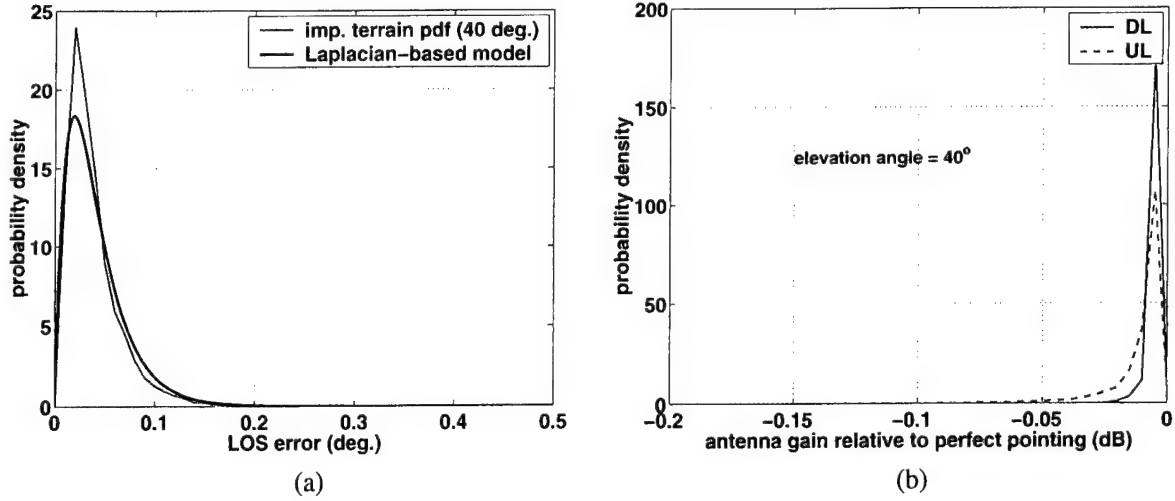 25
20
15
10
5
0
probability density
imp. terrain pdf (40 deg.)
Laplacian-based model
0
0.1
0.2
0.3
0.4
0.5
LOS error (deg.)
(a)
200
150
100
50
0
probability density
DL
UL
elevation angle = 40°
-0.2
-0.15
-0.1
-0.05
0
antenna gain relative to perfect pointing (dB)
(b)